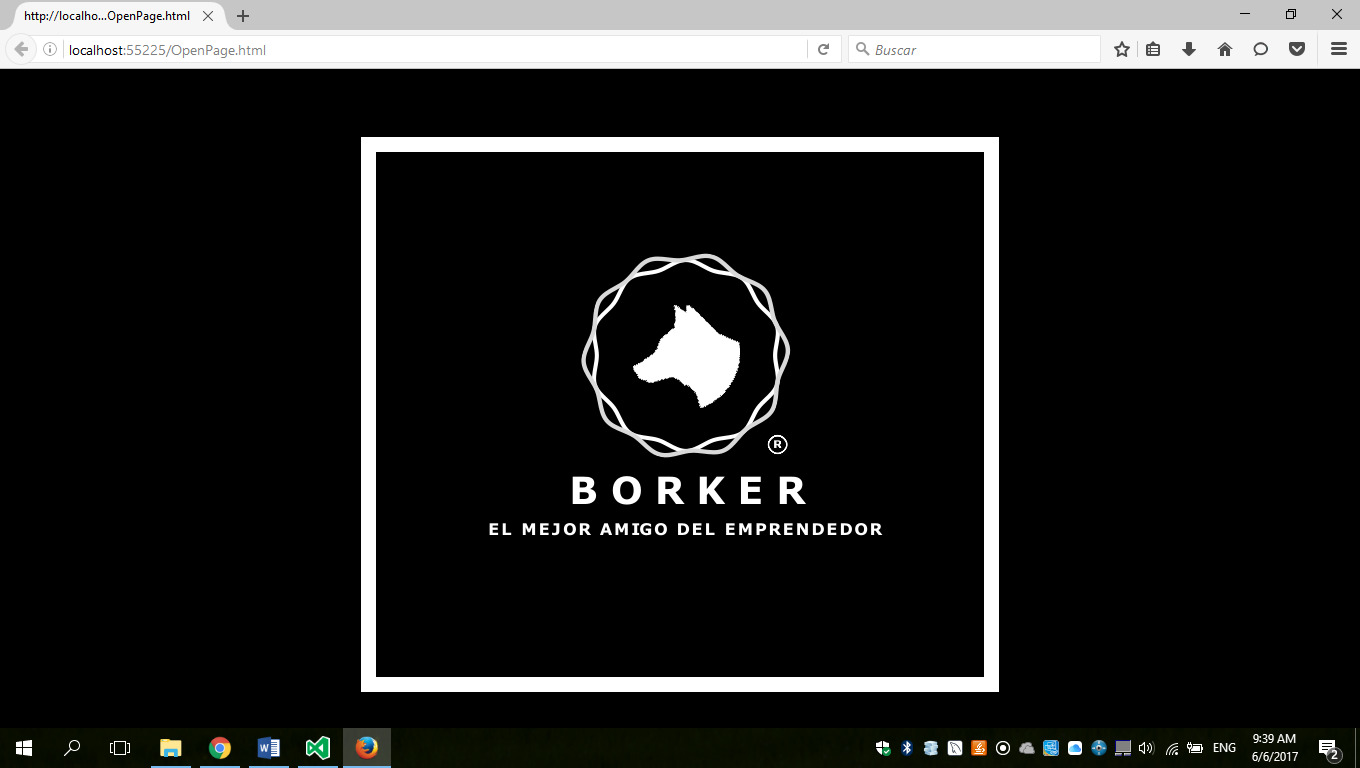 http://localho...OpenPage.html
localhost:55225/OpenPage.html
Buscar
®
BORKER
EL MEJOR AMIGO DEL EMPRENDEDOR
ENG
9:39 AM
6/6/2017
2